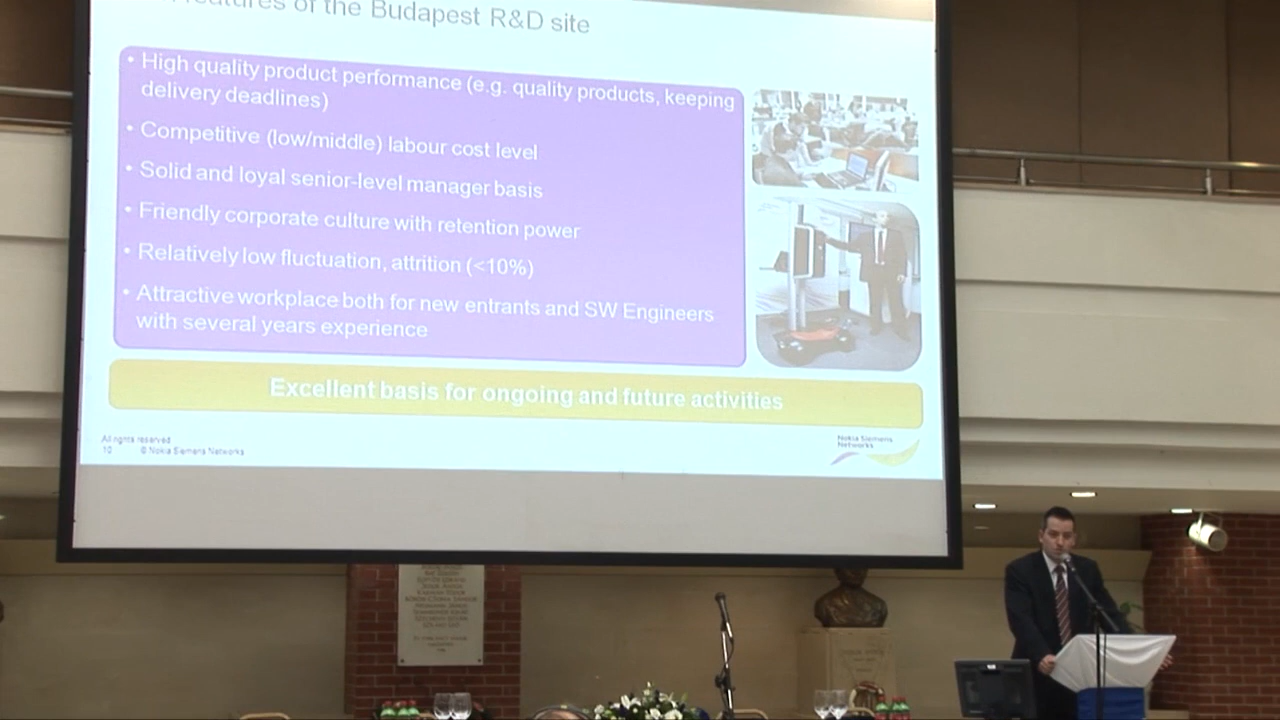 features of the Budapest R&D site
• High quality product performance (e.g. quality products, keeping
delivery deadlines)
• Competitive (low/middle) labour cost level
• Solid and loyal senior-level manager basis
• Friendly corporate culture with retention power
• Relatively low fluctuation, attrition (<10%)
• Attractive workplace both for new entrants and SW Engineers
with several years experience
Excellent basis for ongoing and future activities
All rights reserved
10 © Nokia Siemens Networks
Nokia Siemens
Networks